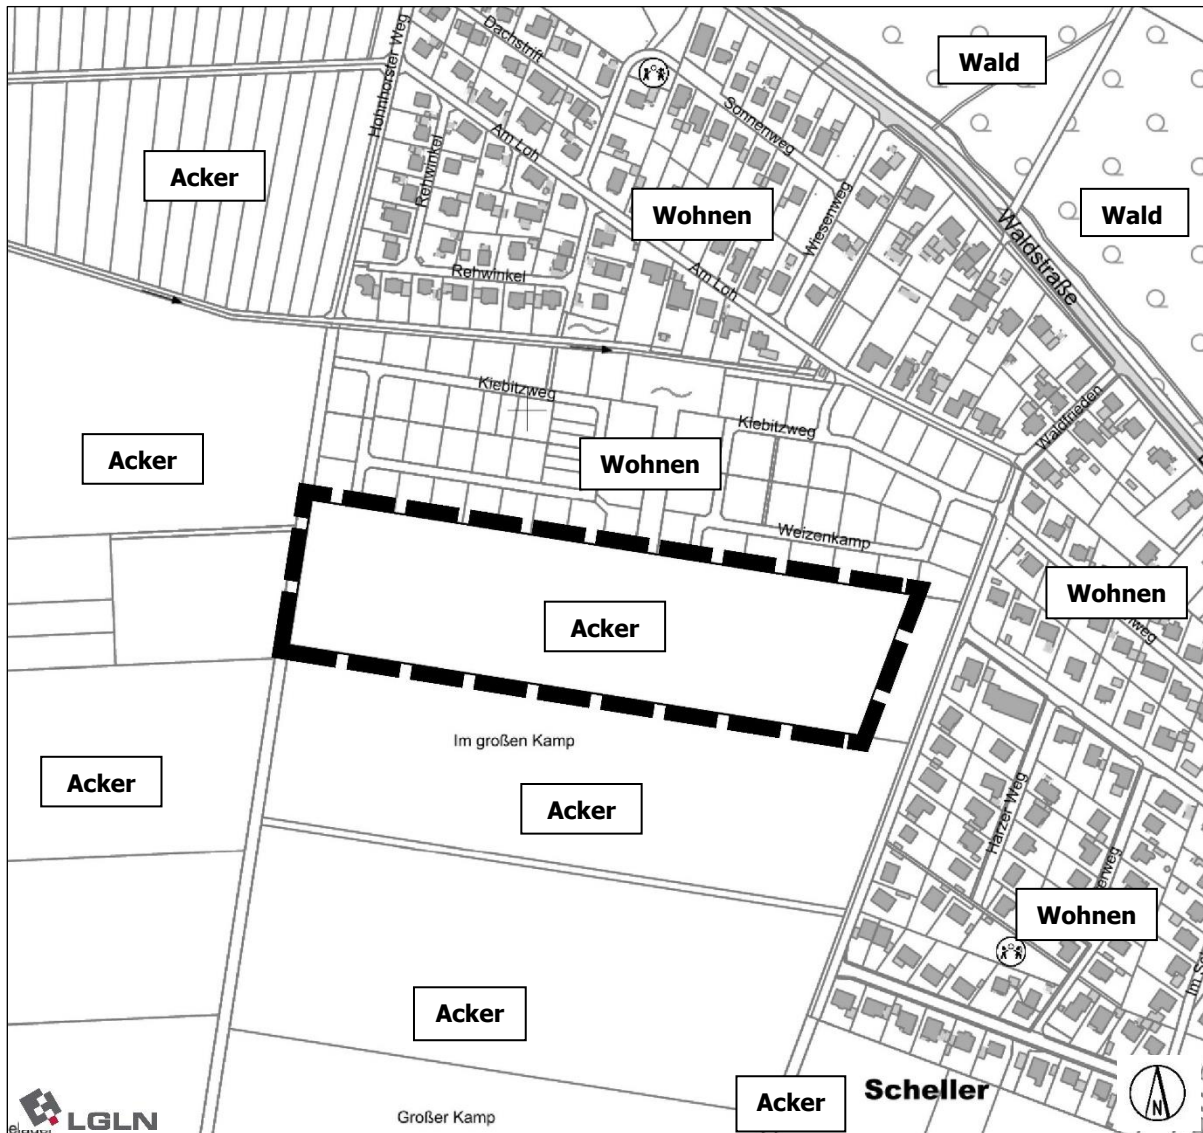 Hohnhorster Weg
Dachstrift
Wald
Sonnenweg
Am Loh
Rehwinkel
Acker
Wohnen
Wald
Wiesenweg
Waldstraße
Rehwinkel
Am Loh
Kiebitzweg
Kiebitzweg
Waldfrieden
Acker
Wohnen
Weizenkamp
Wohnen
Acker
Im großen Kamp
Acker
Acker
Harzer Weg
Wohnen
Acker
Acker
Scheller
Großer Kamp
LGLN
N